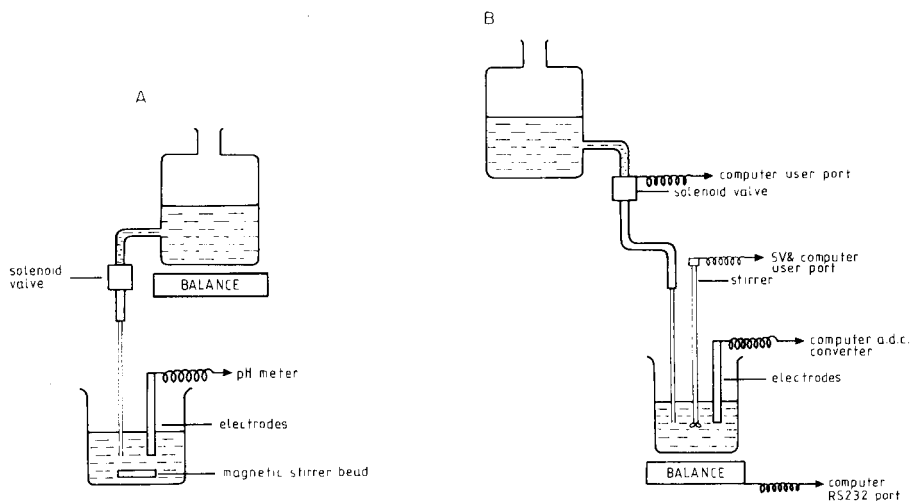 A
solenoid
valve
BALANCE
pH meter
electrodes
magnetic stirrer bead
B
computer user port
solenoid valve
5V& computer
user port
stirrer
computer a.d.c.
converter
electrodes
BALANCE
computer
RS232 port